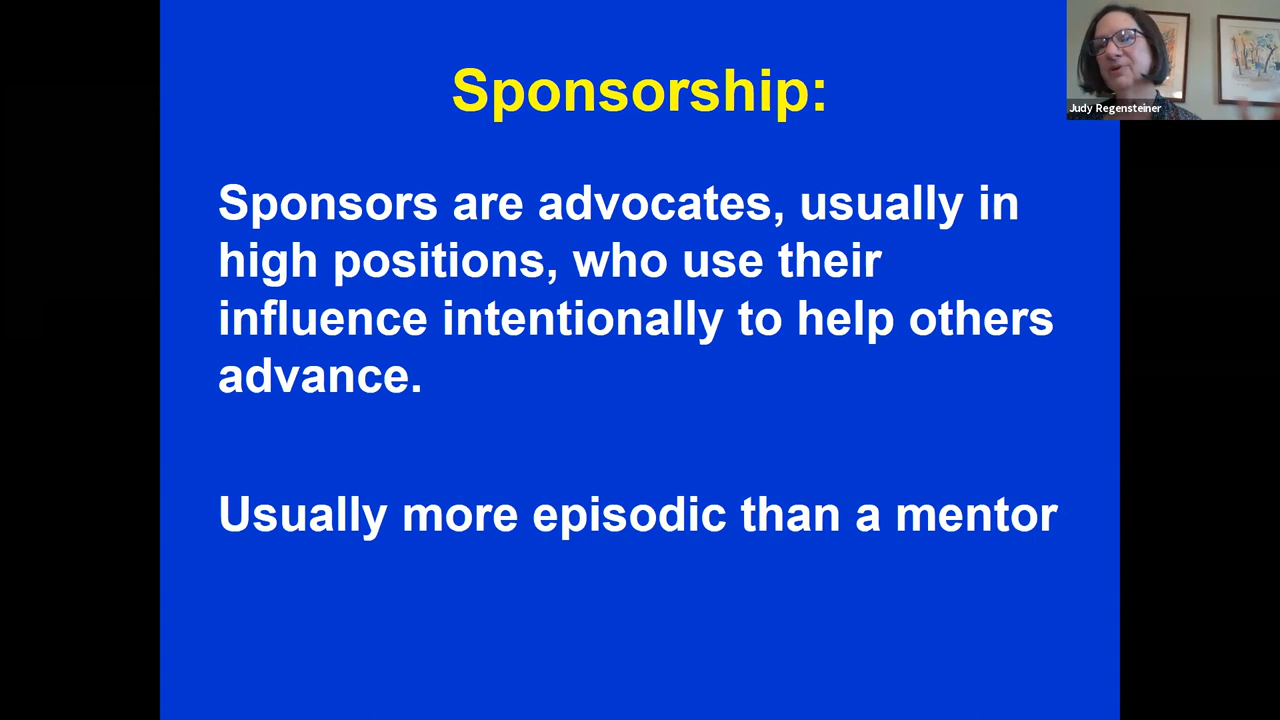 Sponsorship:
Judy Regensteiner
Sponsors are advocates, usually in
high positions, who use their
influence intentionally to help others
advance.
Usually more episodic than a mentor